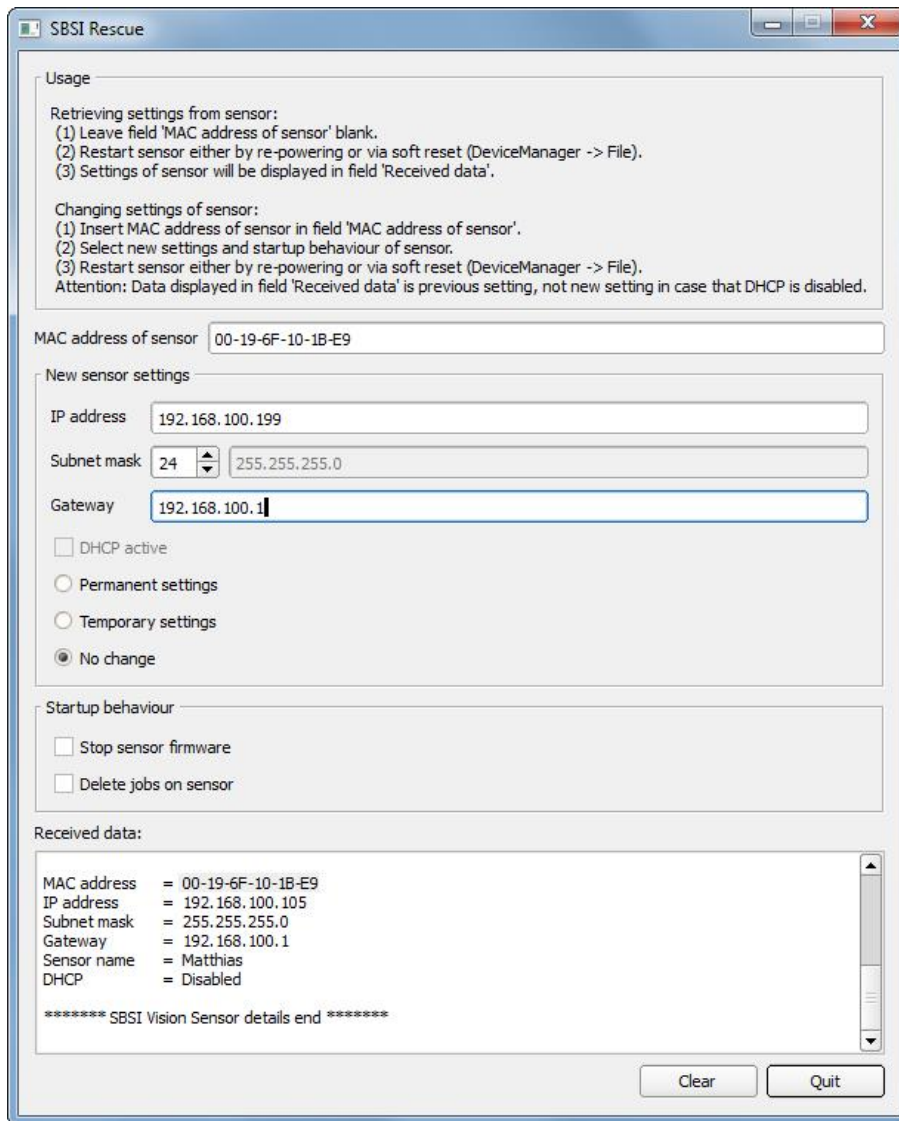 SBSI Rescue
Usage
Retrieving settings from sensor:
(1) Leave field 'MAC address of sensor' blank.
(2) Restart sensor either by re-powering or via soft reset (DeviceManager -> File).
(3) Settings of sensor will be displayed in field 'Received data'.
Changing settings of sensor:
(1) Insert MAC address of sensor in field 'MAC address of sensor'.
(2) Select new settings and startup behaviour of sensor.
(3) Restart sensor either by re-powering or via soft reset (DeviceManager -> File).
Attention: Data displayed in field 'Received data' is previous setting, not new setting in case that DHCP is disabled.
MAC address of sensor 00-19-6F-10-1B-E9
New sensor settings
IP address 192.168.100.199
Subnet mask 24 255.255.255.0
Gateway 192.168.100.1
DHCP active
Permanent settings
Temporary settings
No change
Startup behaviour
Stop sensor firmware
Delete jobs on sensor
Received data:
MAC address = 00-19-6F-10-1B-E9
IP address = 192.168.100.105
Subnet mask = 255.255.255.0
Gateway = 192.168.100.1
Sensor name = Matthias
DHCP = Disabled
******* SBSI Vision Sensor details end *******
Clear Quit